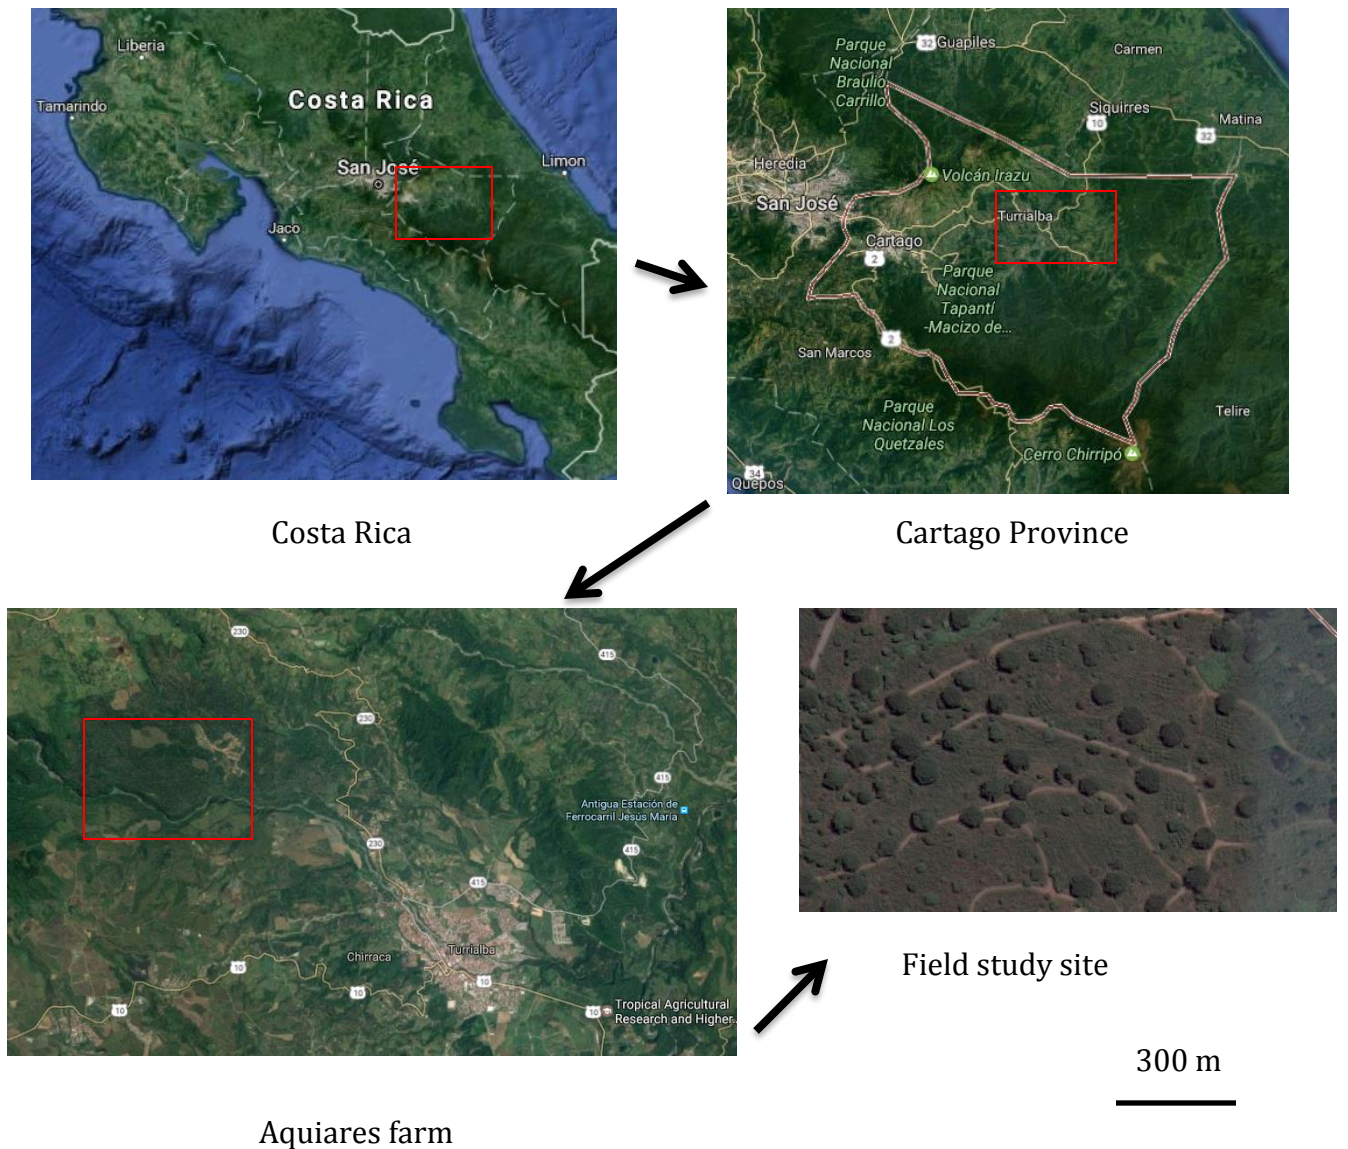 Liberia
Costa Rica
Tamarindo
San José
Limon
Jaco
Costa Rica
Parque
Nacional
Braulio
Carrillo
32
Guapiles
Carmen
Siquirres
10
Matina
32
Heredia
Volcán Irazu
San José
Turrialba
Cartago
2
Parque
Nacional
Tapantí
-Macizo de...
2
San Marcos
Parque
Nacional Los
Quetzales
Telire
Cerro Chirripó
34
Quepos
Cartago Province
230
415
230
415
Antigua Estación de
Ferrocarril Jesús María
230
415
415
Chirraca
Turrialba
10
10
10
10
10
Tropical Agricultural
Research and Higher...
Aquiares farm
Field study site
300 m